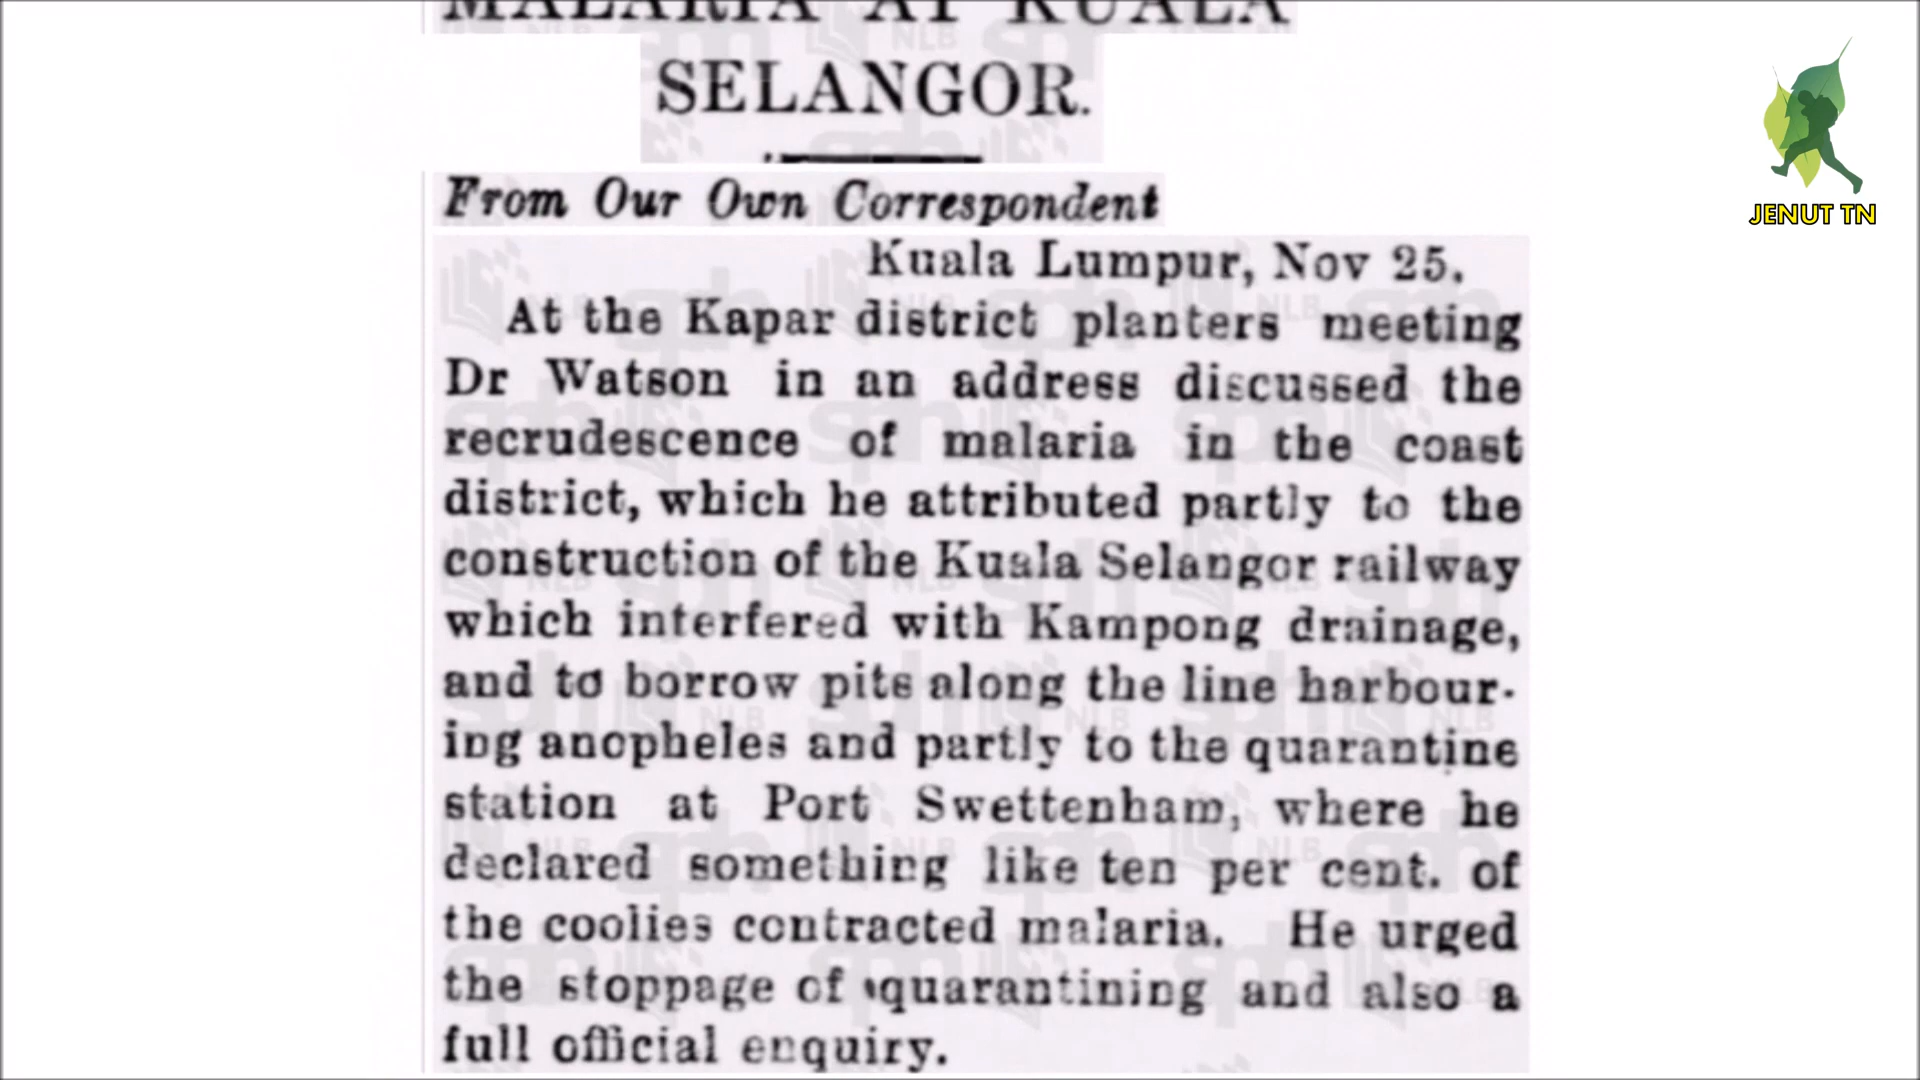 MALARIA AT KUALA
SELANGOR.
From Our Own Correspondent
Kuala Lumpur, Nov 25.
At the Kapar district planters meeting
Dr Watson in an address discussed the
recrudescence of malaria in the coast
district, which he attributed partly to the
construction of the Kuala Selangor railway
which interfered with Kampong drainage,
and to borrow pits along the line harbour-
ing anopheles and partly to the quarantine
station at Port Swettenham, where he
declared something like ten per cent. of
the coolies contracted malaria. He urged
the stoppage of quarantining and also a
full official enquiry.
JENUT TN